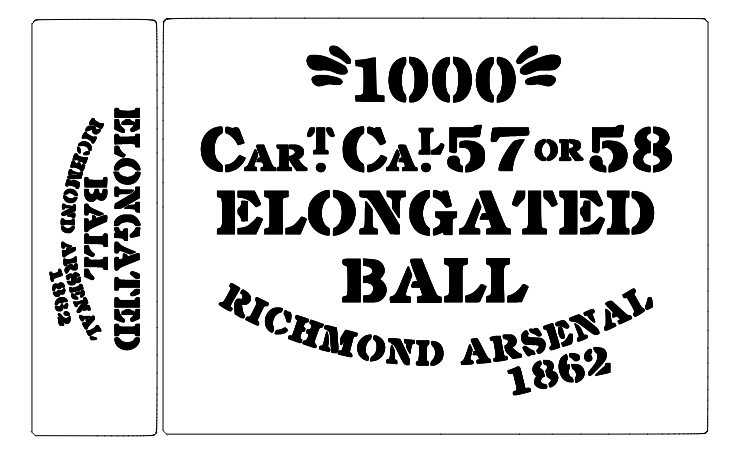 ELONGATED
BALL
RICHMOND ARSENAL
1862
1000
CART. CAL. 57 OR 58
ELONGATED
BALL
RICHMOND ARSENAL
1862